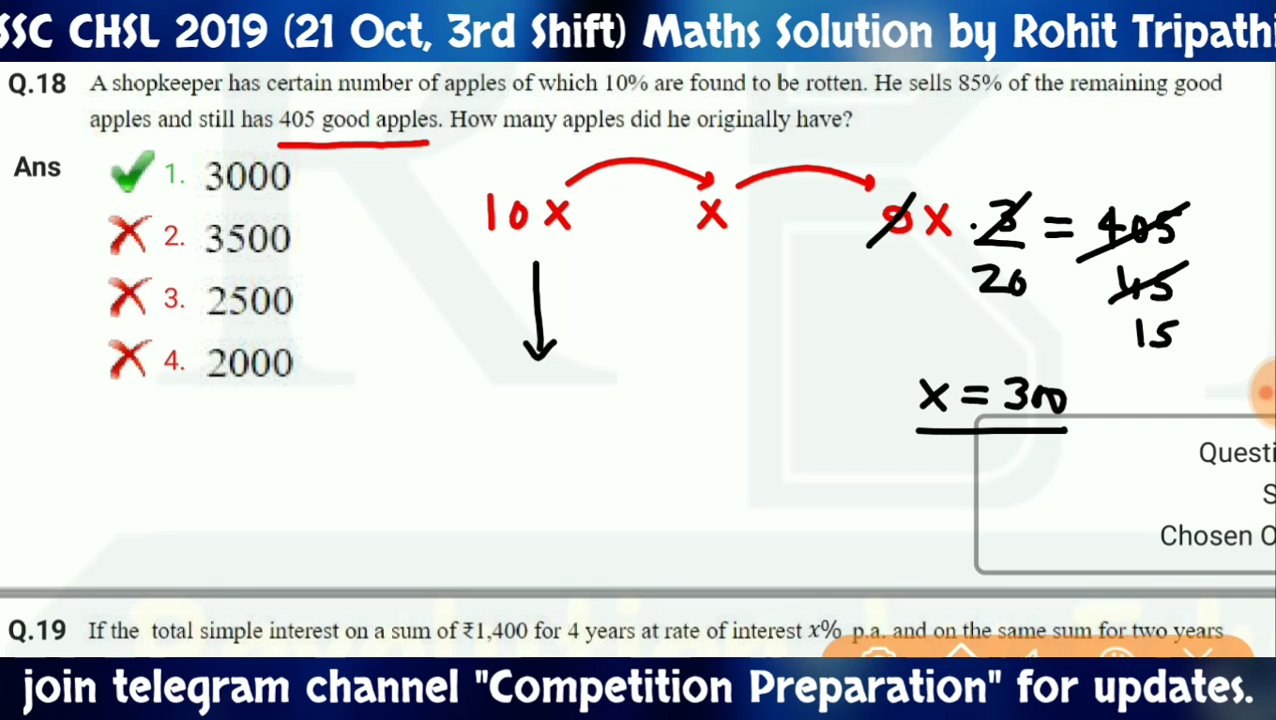 SSC CHSL 2019 (21 Oct, 3rd Shift) Maths Solution by Rohit Tripathi
Q.18 A shopkeeper has certain number of apples of which 10% are found to be rotten. He sells 85% of the remaining good
apples and still has 405 good apples. How many apples did he originally have?
Ans
1. 3000
2. 3500
3. 2500
4. 2000
10x x 9x . 3/20 = 405
45
15
x = 300
Questi
S
Chosen O
Q.19 If the total simple interest on a sum of ₹1,400 for 4 years at rate of interest x% p.a. and on the same sum for two years
join telegram channel "Competition Preparation" for updates.